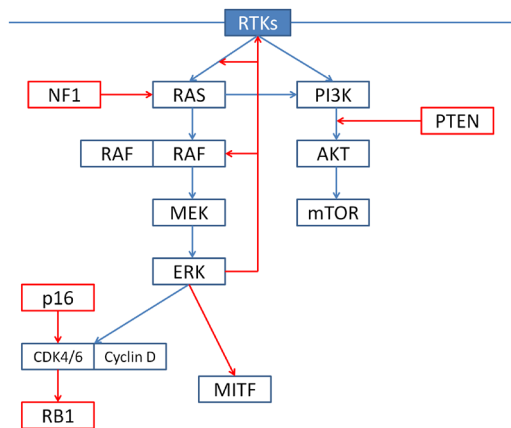 RTKs
NF1
RAS
PI3K
PTEN
RAF
RAF
AKT
MEK
mTOR
ERK
p16
CDK4/6
Cyclin D
MITF
RB1